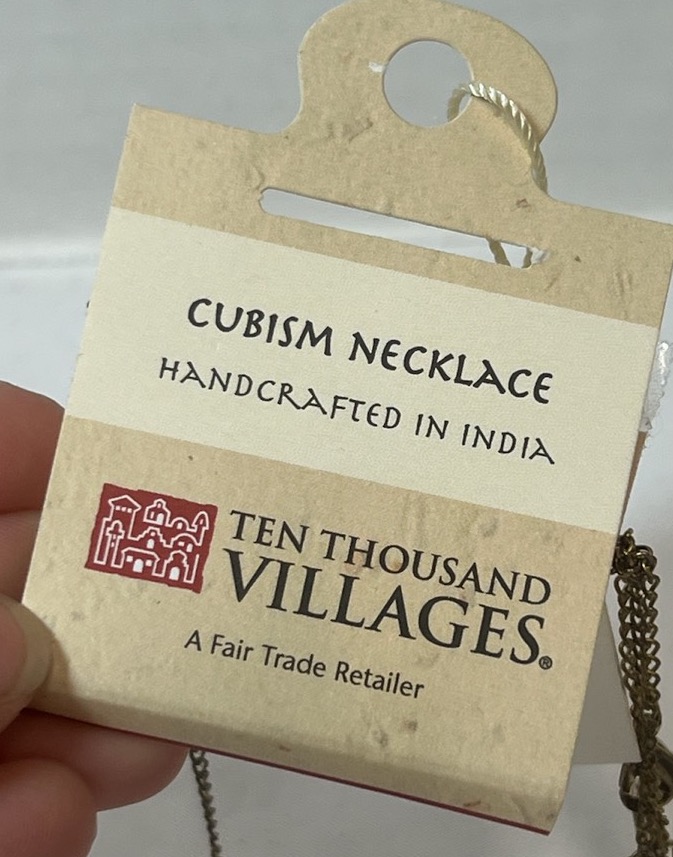 CUBISM NECKLACE
HANDCRAFTED IN INDIA
TEN THOUSAND
VILLAGES®
A Fair Trade Retailer